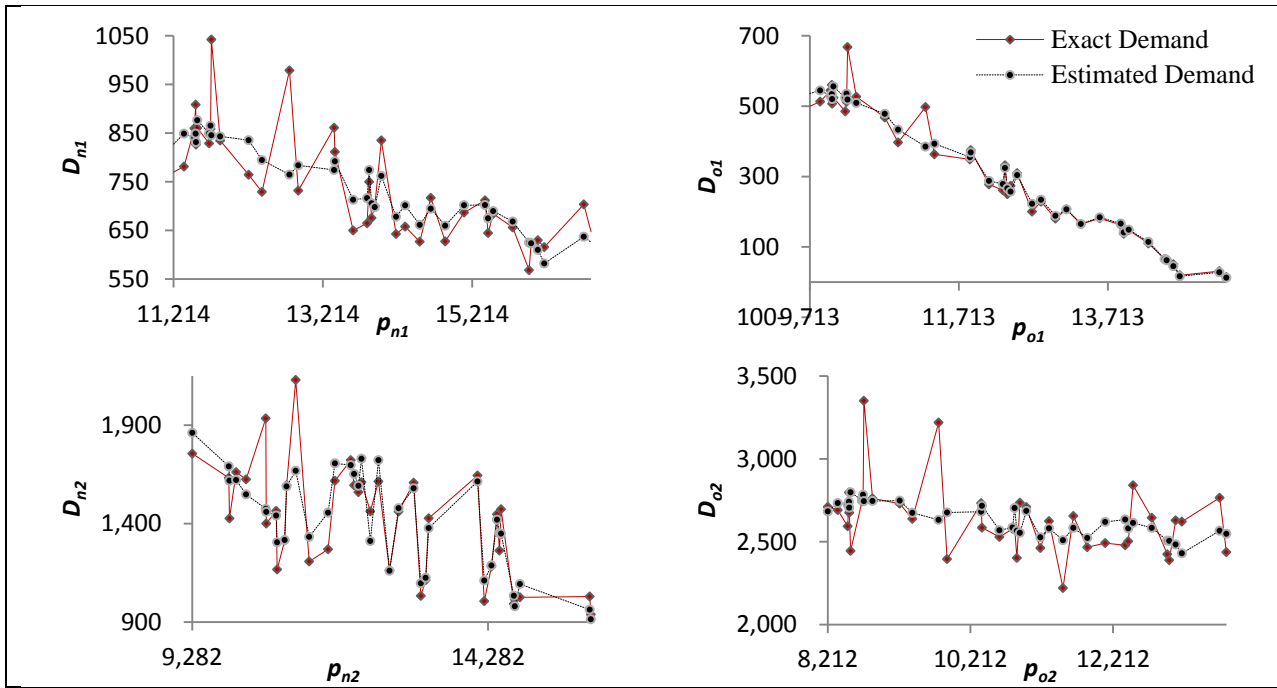 1050
950
850
750
650
550
D_n1
11,214
13,214
15,214
p_n1
700
500
300
100
D_o1
100 9,713
11,713
13,713
p_o1
Exact Demand
Estimated Demand
1,900
1,400
900
D_n2
9,282
14,282
p_n2
3,500
3,000
2,500
2,000
D_o2
8,212
10,212
12,212
p_o2